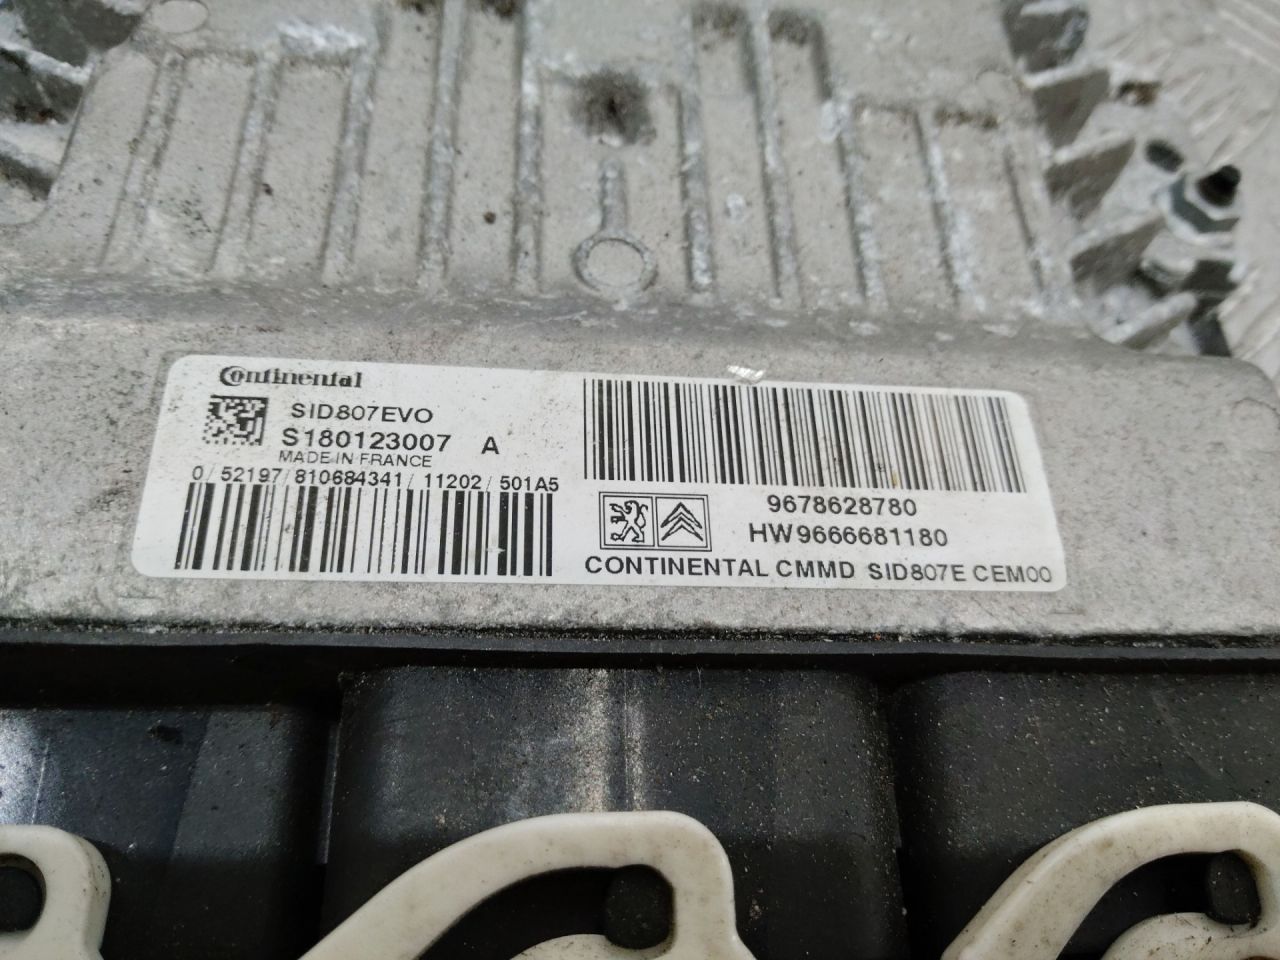 Continental
SID807EVO
S180123007 A
MADE IN FRANCE
0/52197/810684341/11202/501A5
9678628780
HW9666681180
CONTINENTAL CMMD SID807E CEM00